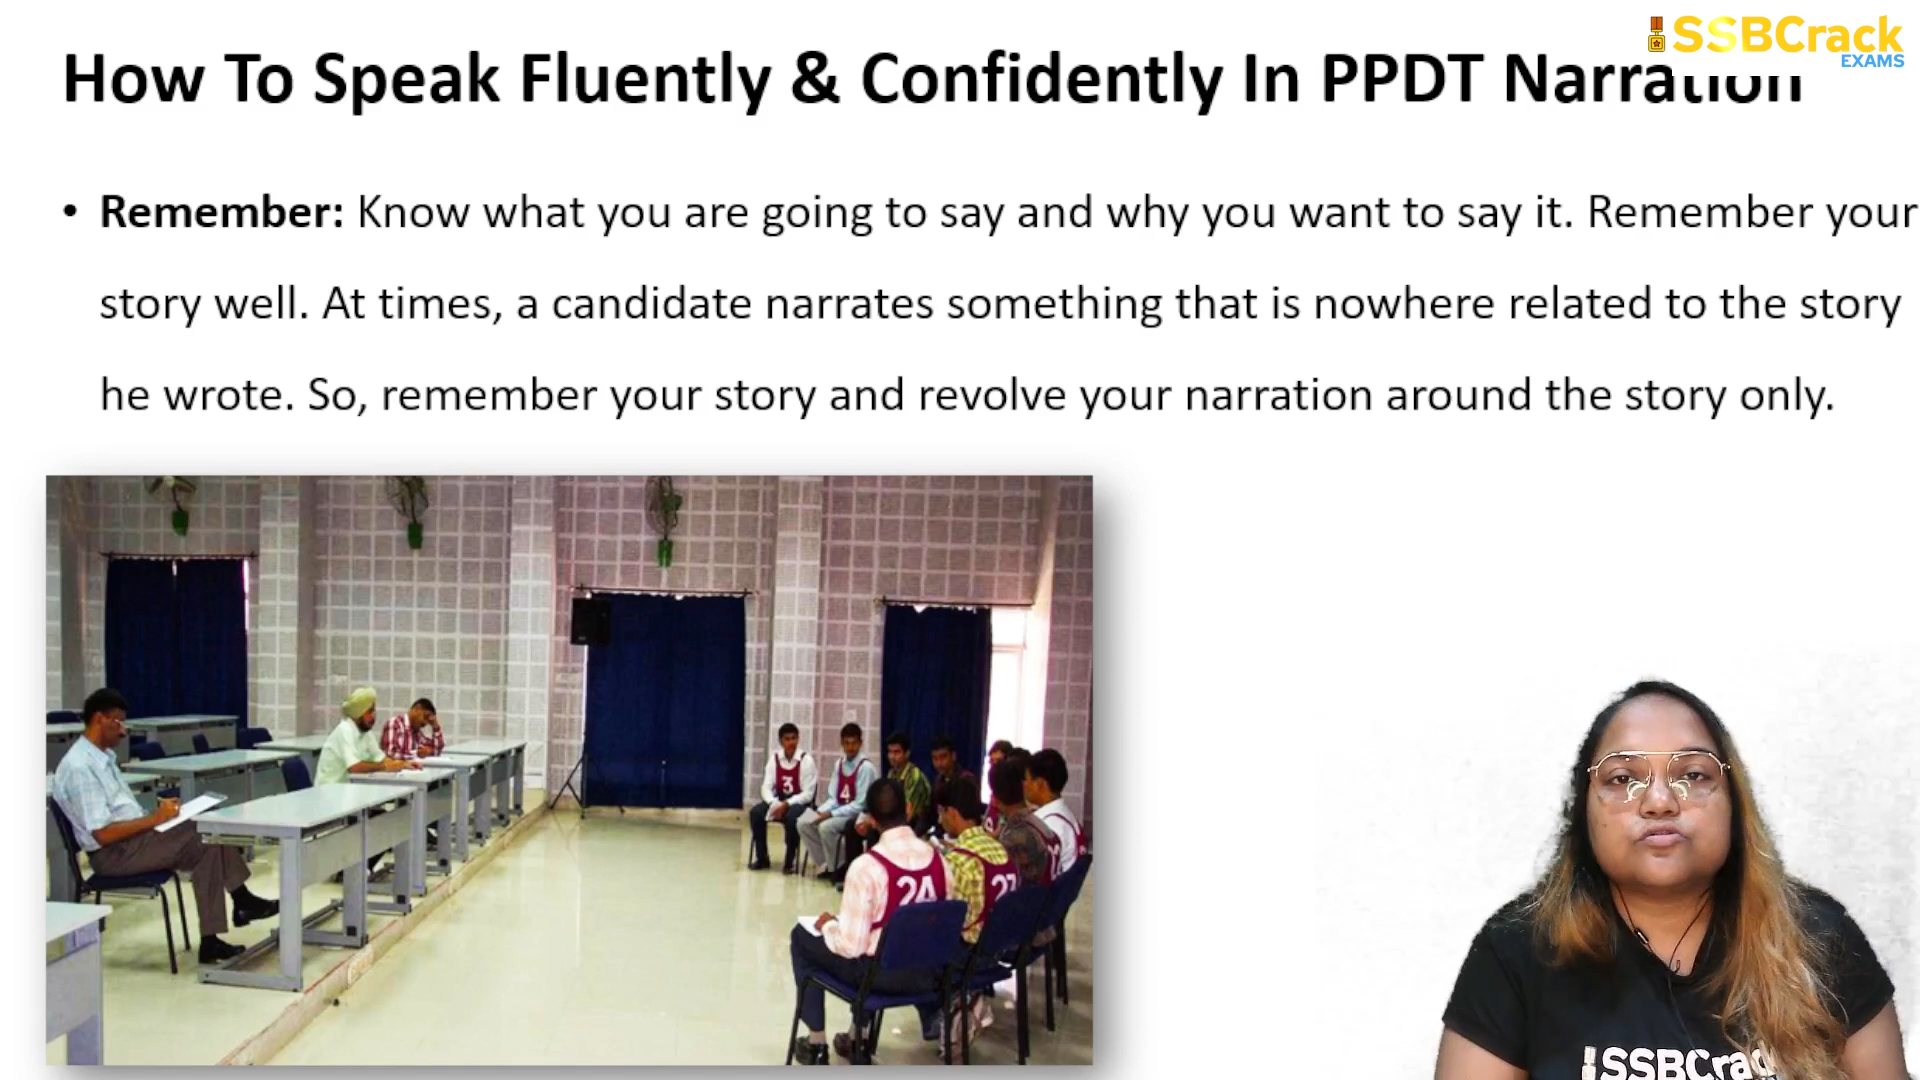 SSBCrack
EXAMS
How To Speak Fluently & Confidently In PPDT Narration
• Remember: Know what you are going to say and why you want to say it. Remember your
story well. At times, a candidate narrates something that is nowhere related to the story
he wrote. So, remember your story and revolve your narration around the story only.
3
4
24
27
SSBCrac